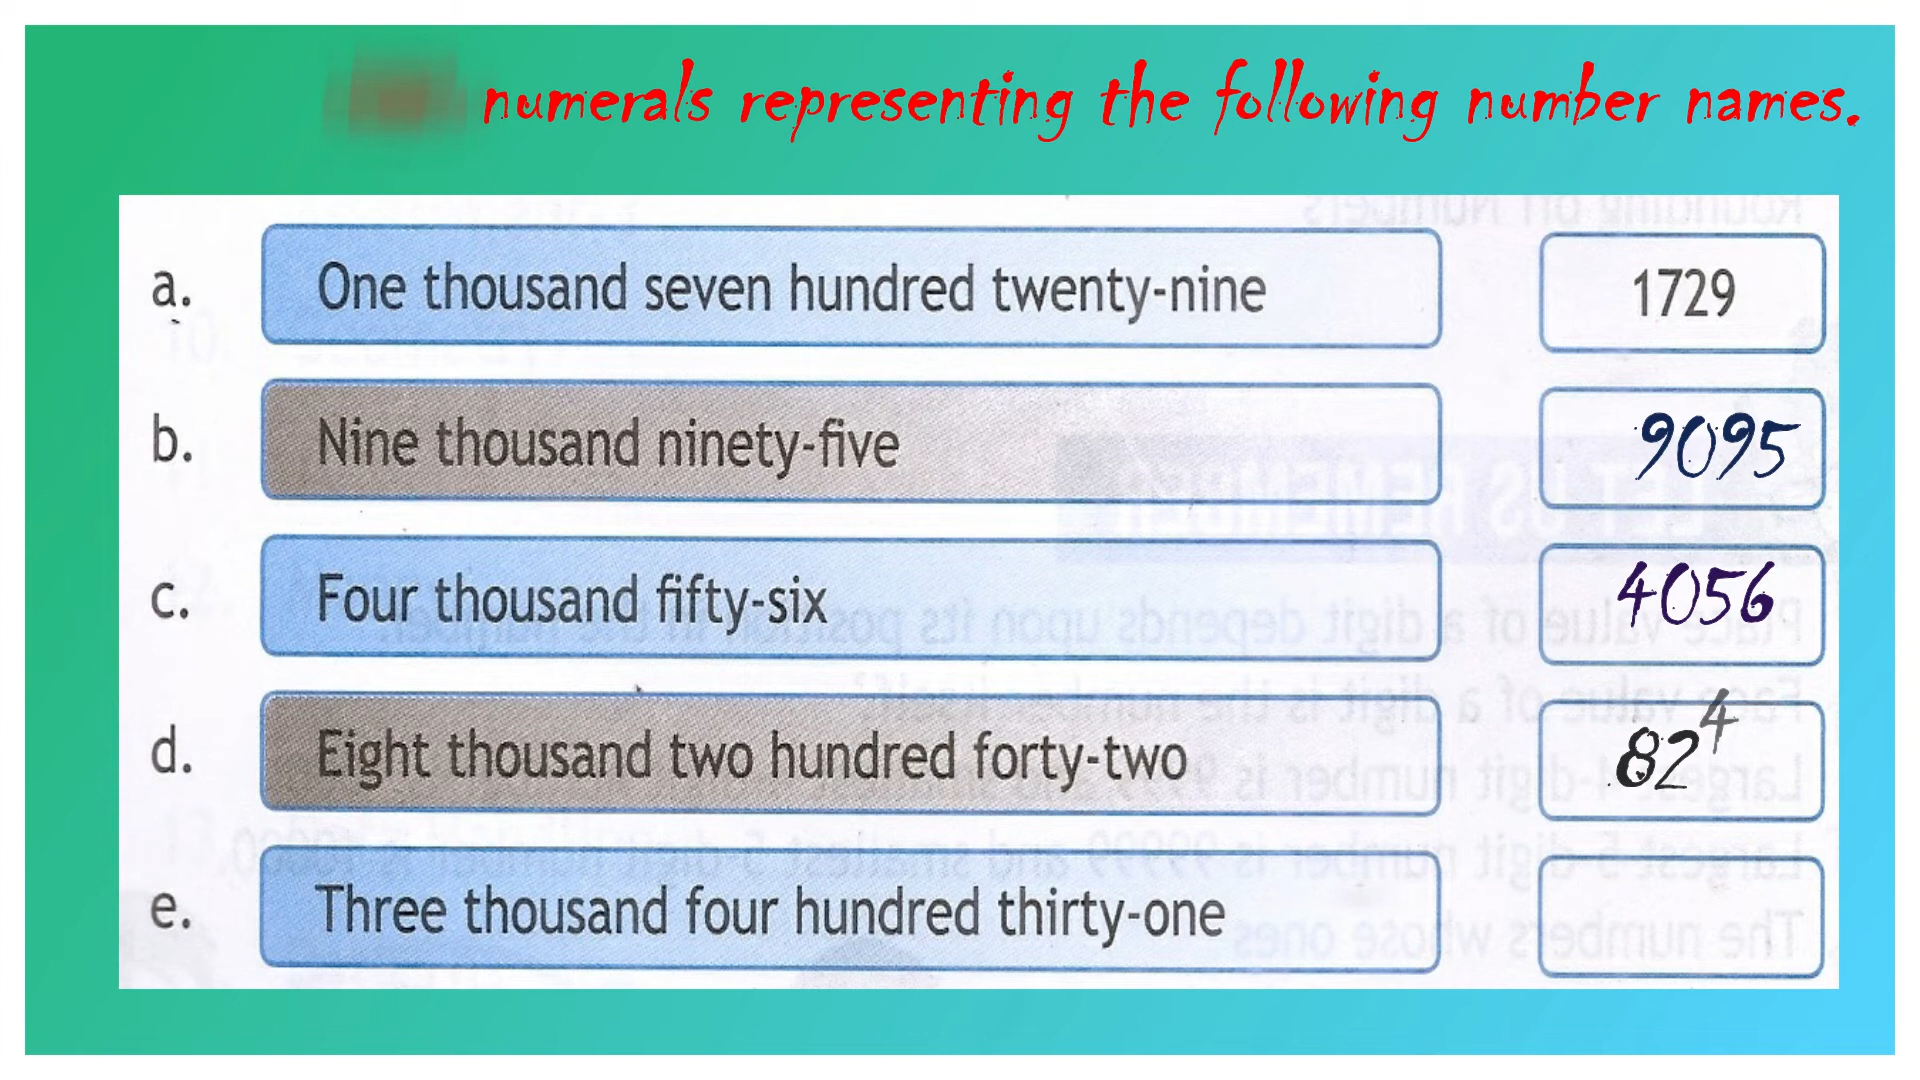 numerals representing the following number names.
a. One thousand seven hundred twenty-nine 1729
b. Nine thousand ninety-five 9095
c. Four thousand fifty-six 4056
d. Eight thousand two hundred forty-two 824
e. Three thousand four hundred thirty-one